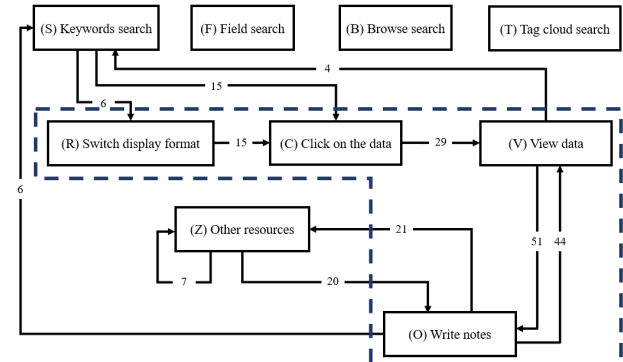 (S) Keywords search
(F) Field search
(B) Browse search
(T) Tag cloud search
4
15
6
(R) Switch display format
15
(C) Click on the data
29
(V) View data
6
(Z) Other resources
21
51
44
7
20
(O) Write notes